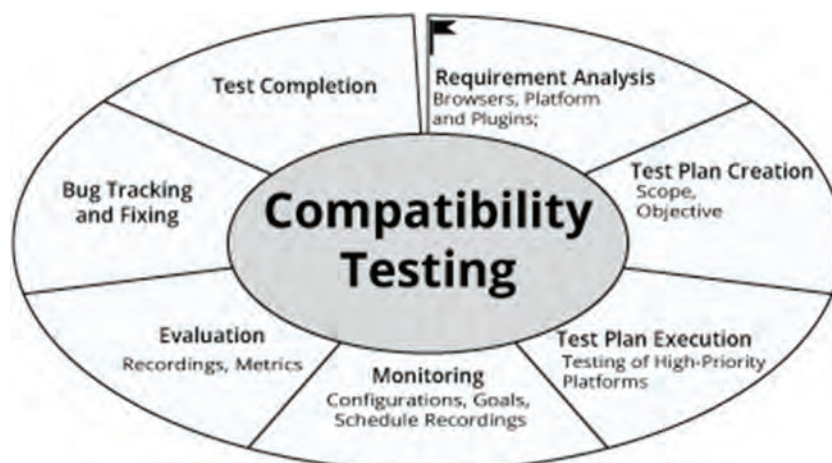 Compatibility
Testing
Requirement Analysis
Browsers, Platform
and Plugins;
Test Plan Creation
Scope,
Objective
Test Plan Execution
Testing of High-Priority
Platforms
Monitoring
Configurations, Goals,
Schedule Recordings
Evaluation
Recordings, Metrics
Bug Tracking
and Fixing
Test Completion